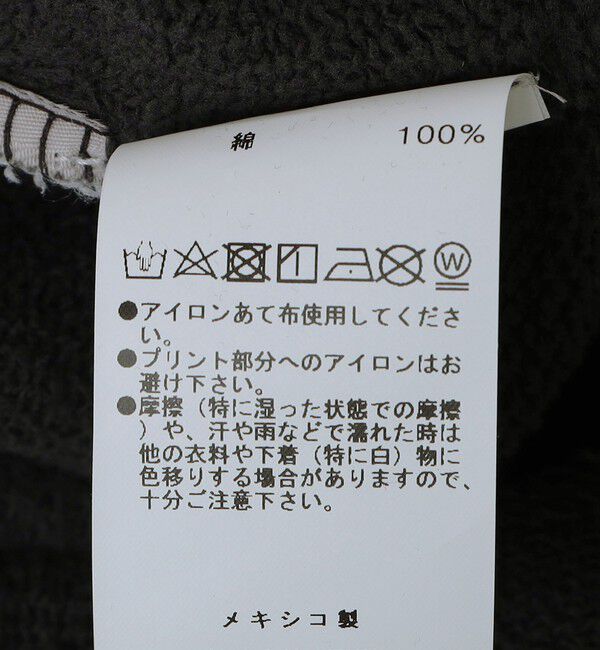 綿 100%
W
●アイロンあて布使用してくださ
い。
●プリント部分へのアイロンはお
避け下さい。
●摩擦（特に湿った状態での摩擦
）や、汗や雨などで濡れた時は
他の衣料や下着（特に白）物に
色移りする場合がありますので、
十分ご注意下さい。
メキシコ製